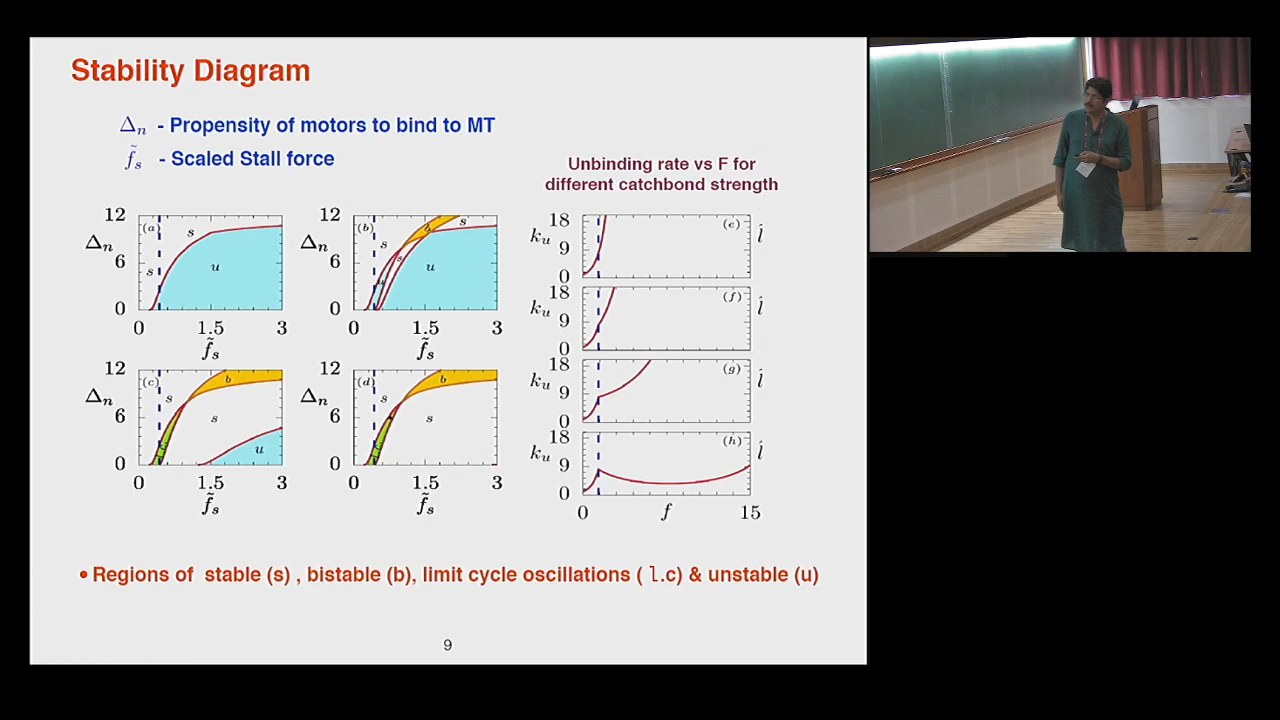 Stability Diagram
Δn - Propensity of motors to bind to MT
f̃s - Scaled Stall force
Unbinding rate vs F for
different catchbond strength
12 (a) s
Δn
6
s u
0
0 1.5 3
f̃s
12 (b) b s
Δn s
6
s u
u
0
0 1.5 3
f̃s
12 (c) b
Δn s
6
s
u
0
0 1.5 3
f̃s
12 (d) b
Δn s
6
s
0
0 1.5 3
f̃s
18 (e)
ku l̂
9
0
18 (f)
ku l̂
9
0
18 (g)
ku l̂
9
0
18 (h)
ku l̂
9
0
0 f 15
• Regions of stable (s) , bistable (b), limit cycle oscillations ( l.c) & unstable (u)
9